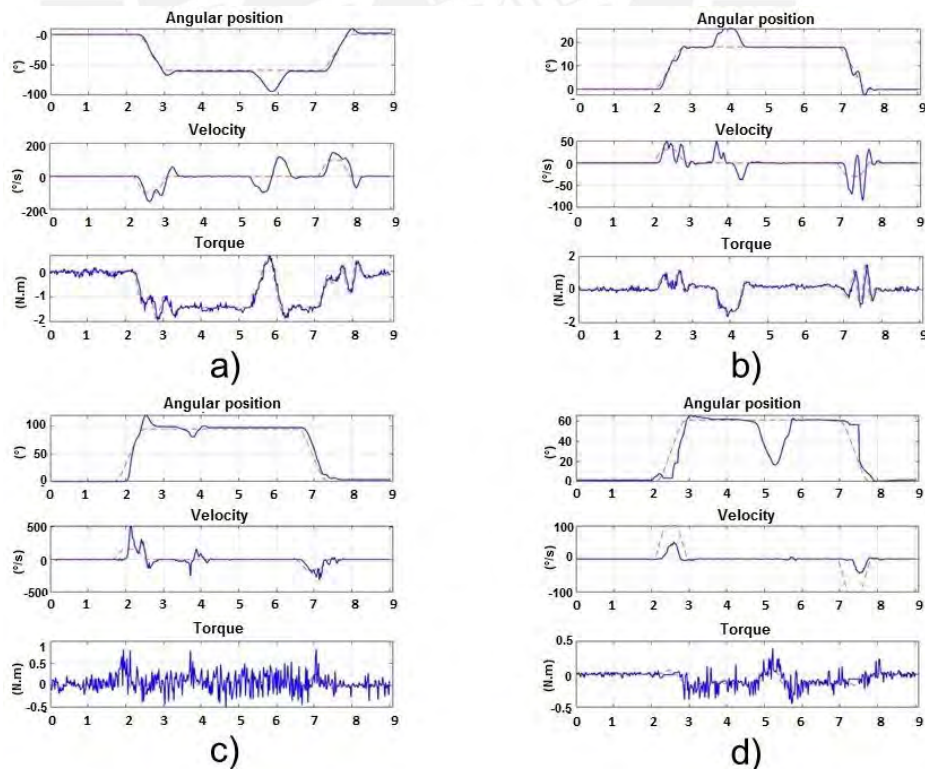 Angular position
(°)
-0
-50
-100
0 1 2 3 4 5 6 7 8 9
Velocity
(°/s)
200
0
-200
0 1 2 3 4 5 6 7 8 9
Torque
(N.m)
0
-1
-2
0 1 2 3 4 5 6 7 8 9
a)
Angular position
(°)
20
10
0
0 1 2 3 4 5 6 7 8 9
Velocity
(°/s)
50
0
-50
-100
0 1 2 3 4 5 6 7 8 9
Torque
(N.m)
2
0
-2
0 1 2 3 4 5 6 7 8 9
b)
Angular position
(°)
100
50
0
0 1 2 3 4 5 6 7 8 9
Velocity
(°/s)
500
0
-500
0 1 2 3 4 5 6 7 8 9
Torque
(N.m)
1
0.5
0
-0.5
0 1 2 3 4 5 6 7 8 9
c)
Angular position
(°)
60
40
20
0
0 1 2 3 4 5 6 7 8 9
Velocity
(°/s)
100
0
-100
0 1 2 3 4 5 6 7 8 9
Torque
(N.m)
0.5
0
-0.5
0 1 2 3 4 5 6 7 8 9
d)